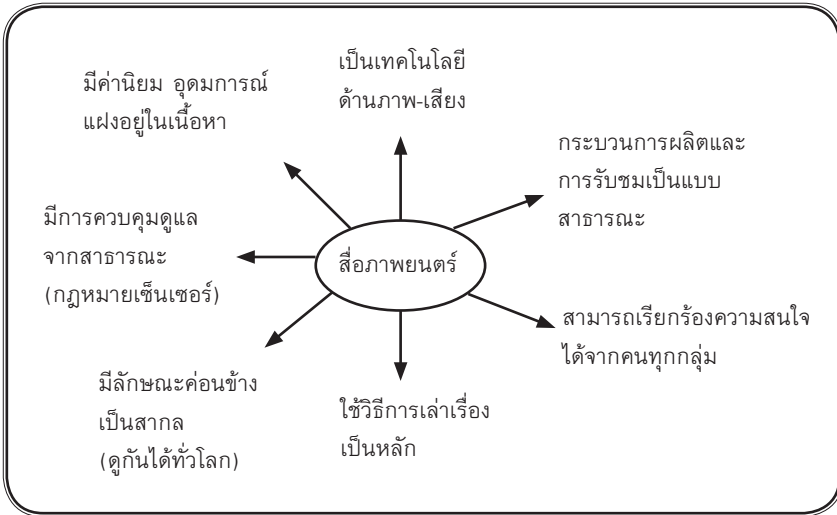 เป็นเทคโนโลยี
ด้านภาพ-เสียง
มีค่านิยม อุดมการณ์
แฝงอยู่ในเนื้อหา
กระบวนการผลิตและ
การรับชมเป็นแบบ
สาธารณะ
มีการควบคุมดูแล
จากสาธารณะ
(กฎหมายเซ็นเซอร์)
สื่อภาพยนตร์
สามารถเรียกร้องความสนใจ
ได้จากคนทุกกลุ่ม
มีลักษณะค่อนข้าง
เป็นสากล
(ดูกันได้ทั่วโลก)
ใช้วิธีการเล่าเรื่อง
เป็นหลัก